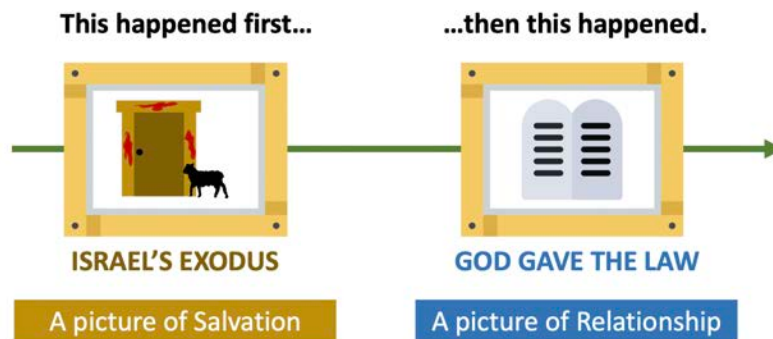 This happened first...
...then this happened.
ISRAEL'S EXODUS
GOD GAVE THE LAW
A picture of Salvation
A picture of Relationship